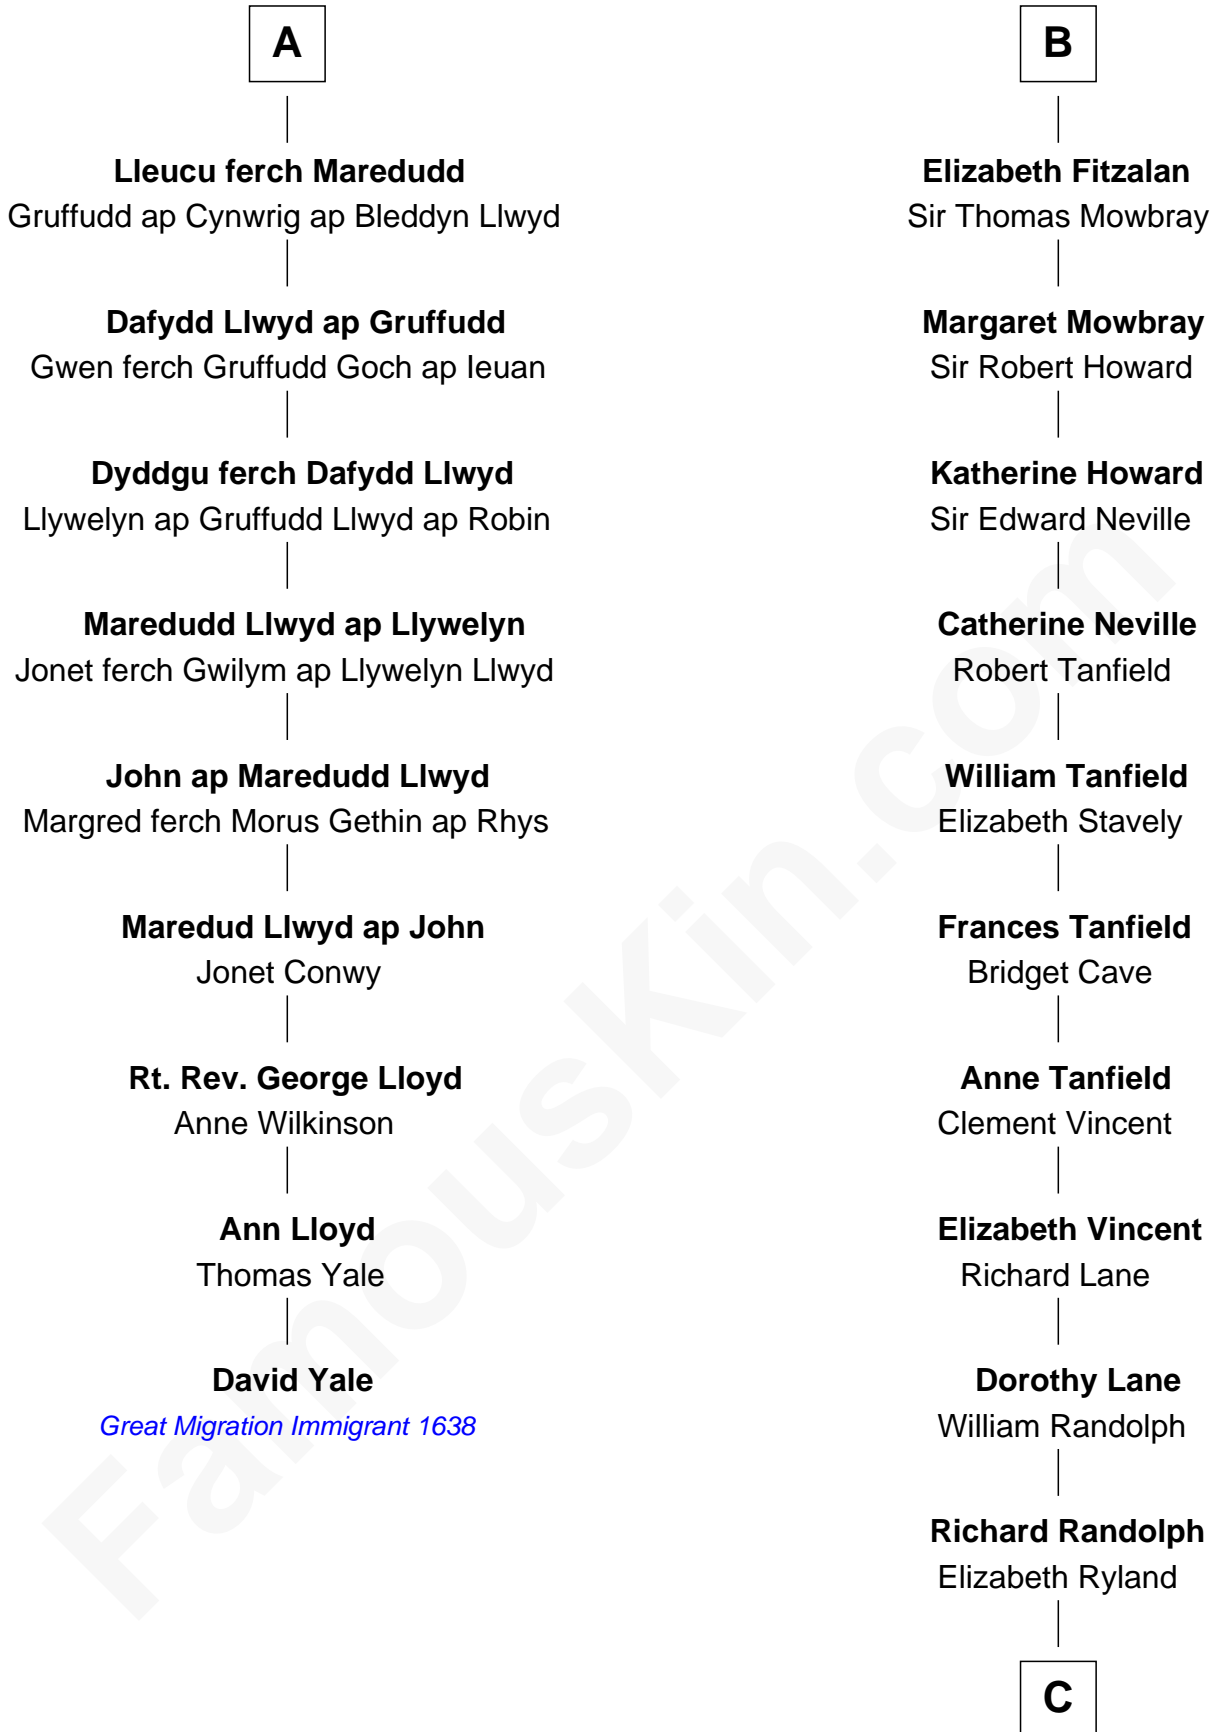 A
Lleucu ferch Maredudd
Gruffudd ap Cynwrig ap Bleddyn Llwyd
Dafydd Llwyd ap Gruffudd
Gwen ferch Gruffudd Goch ap Ieuan
Dyddgu ferch Dafydd Llwyd
Llywelyn ap Gruffudd Llwyd ap Robin
Maredudd Llwyd ap Llywelyn
Jonet ferch Gwilym ap Llywelyn Llwyd
John ap Maredudd Llwyd
Margred ferch Morus Gethin ap Rhys
Maredud Llwyd ap John
Jonet Conwy
Rt. Rev. George Lloyd
Anne Wilkinson
Ann Lloyd
Thomas Yale
David Yale
Great Migration Immigrant 1638
B
Elizabeth Fitzalan
Sir Thomas Mowbray
Margaret Mowbray
Sir Robert Howard
Katherine Howard
Sir Edward Neville
Catherine Neville
Robert Tanfield
William Tanfield
Elizabeth Stavely
Frances Tanfield
Bridget Cave
Anne Tanfield
Clement Vincent
Elizabeth Vincent
Richard Lane
Dorothy Lane
William Randolph
Richard Randolph
Elizabeth Ryland
C
FamousKin.com